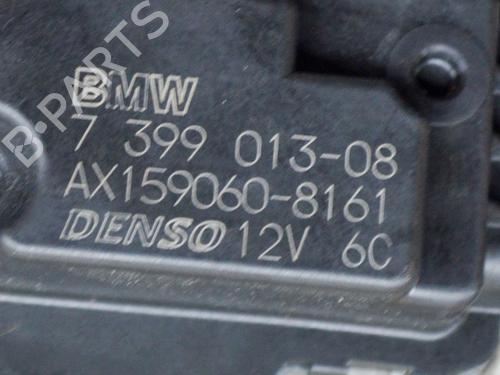 B-PARTS
BMW
7 399 013-08
AX159060-8161
DENSO 12V 6C